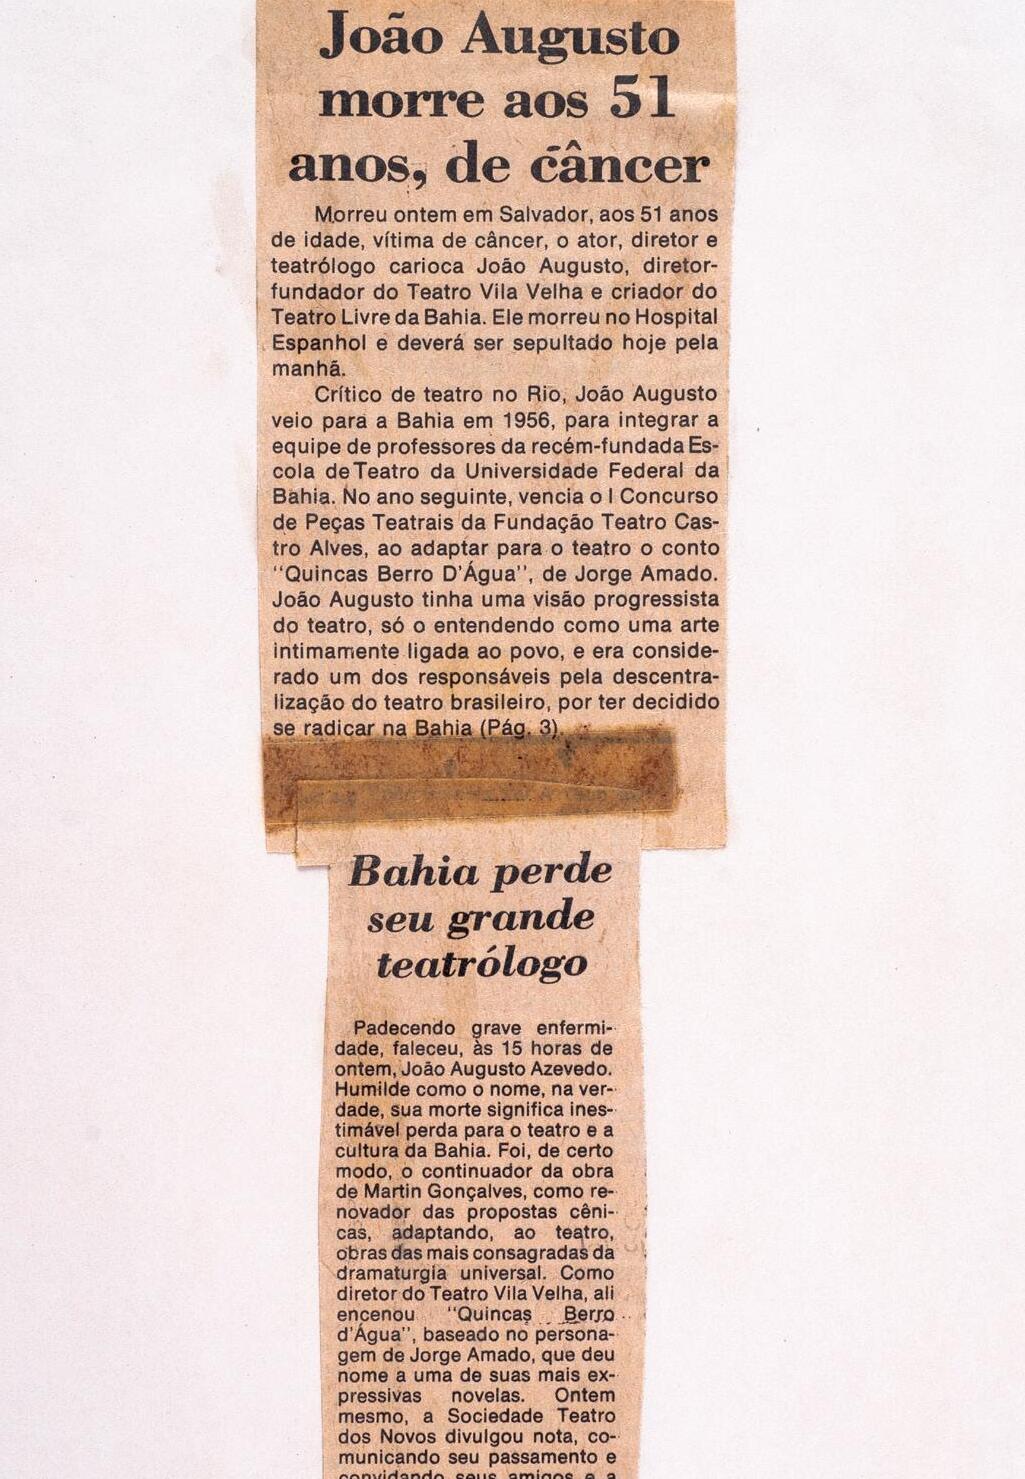 João Augusto
morre aos 51
anos, de câncer
Morreu ontem em Salvador, aos 51 anos
de idade, vítima de câncer, o ator, diretor e
teatrólogo carioca João Augusto, diretor-
fundador do Teatro Vila Velha e criador do
Teatro Livre da Bahia. Ele morreu no Hospital
Espanhol e deverá ser sepultado hoje pela
manhã.
Crítico de teatro no Rio, João Augusto
veio para a Bahia em 1956, para integrar a
equipe de professores da recém-fundada Es-
cola de Teatro da Universidade Federal da
Bahia. No ano seguinte, vencia o I Concurso
de Peças Teatrais da Fundação Teatro Cas-
tro Alves, ao adaptar para o teatro o conto
"Quincas Berro D'Água", de Jorge Amado.
João Augusto tinha uma visão progressista
do teatro, só o entendendo como uma arte
intimamente ligada ao povo, e era conside-
rado um dos responsáveis pela descentra-
lização do teatro brasileiro, por ter decidido
se radicar na Bahia (Pág. 3).
Bahia perde
seu grande
teatrólogo
Padecendo grave enfermi-
dade, faleceu, às 15 horas de
ontem, João Augusto Azevedo.
Humilde como o nome, na ver-
dade, sua morte significa ines-
timável perda para o teatro e a
cultura da Bahia. Foi, de certo
modo, o continuador da obra
de Martin Gonçalves, como re-
novador das propostas cêni-
cas, adaptando, ao teatro,
obras das mais consagradas da
dramaturgia universal. Como
diretor do Teatro Vila Velha, ali
encenou "Quincas Berro
d'Água", baseado no persona-
gem de Jorge Amado, que deu
nome a uma de suas mais ex-
pressivas novelas. Ontem
mesmo, a Sociedade Teatro
dos Novos divulgou nota, co-
municando seu passamento e
convidando seus amigos e a